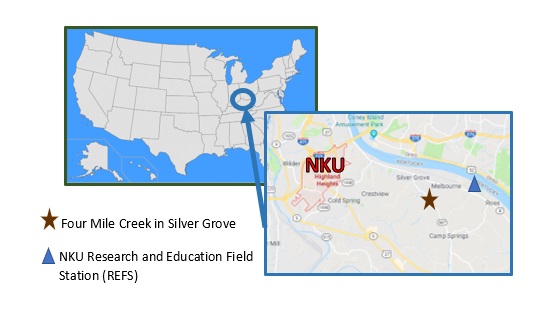 Coney Island
Amusement Park
Wilder
NKU
Highland
Heights
Silver Grove
Melbourne
Crestview
Cold Spring
Ross
Camp Springs
Mill
Four Mile Creek in Silver Grove
NKU Research and Education Field
Station (REFS)